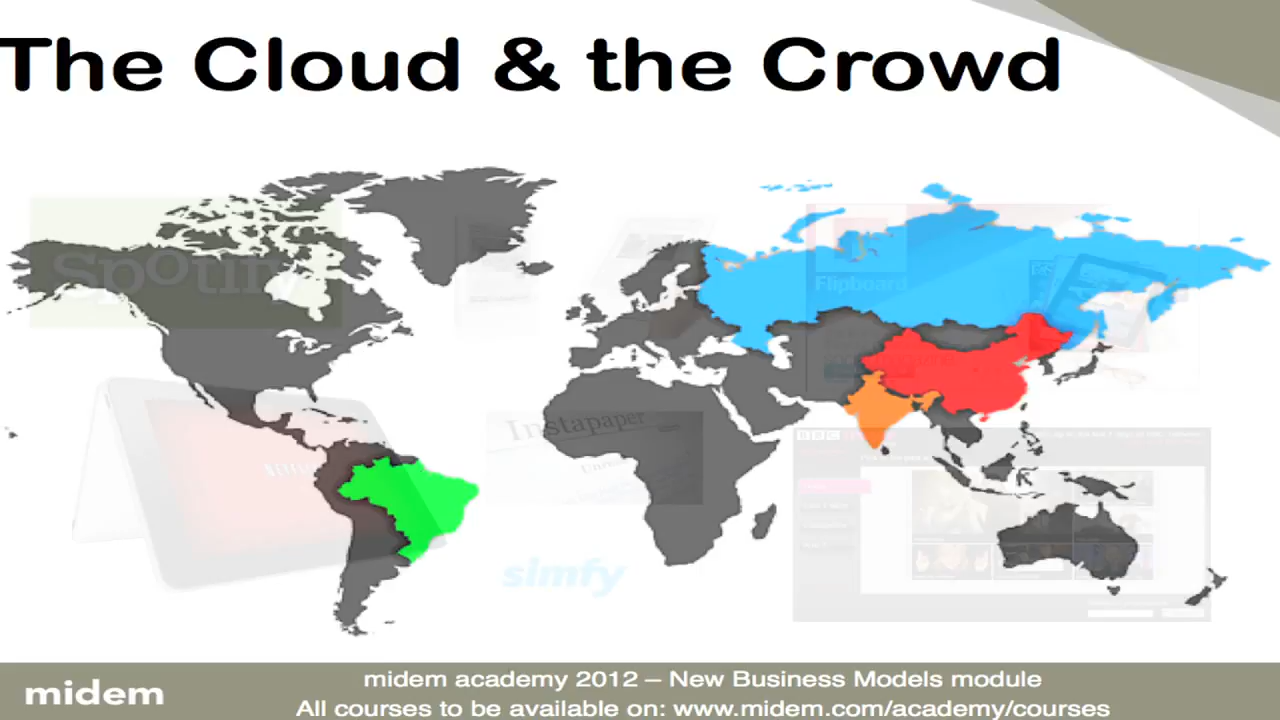 The Cloud & the Crowd
Spotify
Flipboard
Instapaper
BBC
simfy
midem
midem academy 2012 – New Business Models module
All courses to be available on: www.midem.com/academy/courses